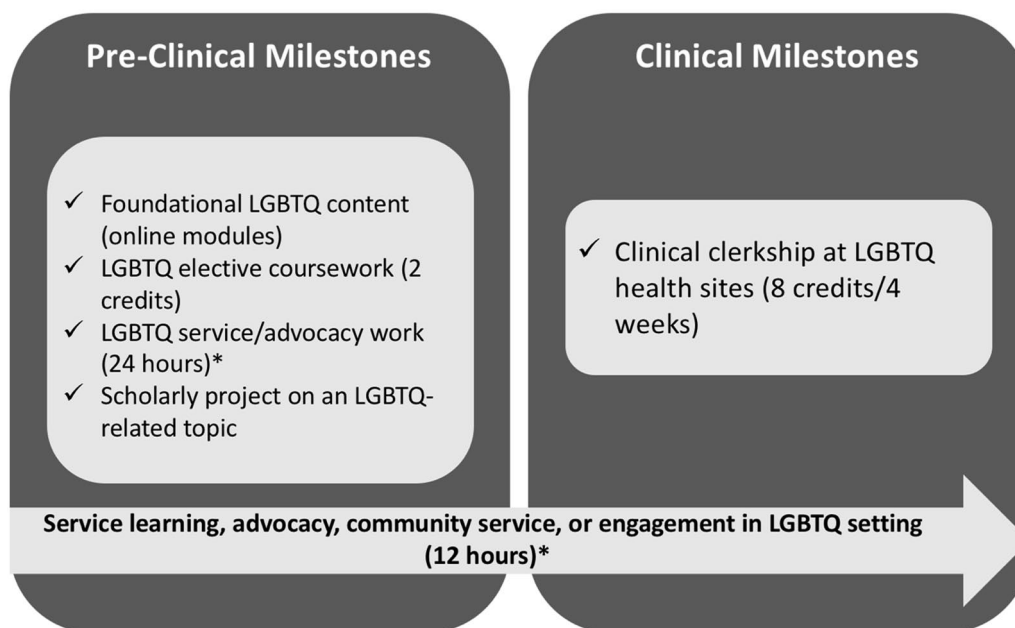 Pre-Clinical Milestones
✓ Foundational LGBTQ content
(online modules)
✓ LGBTQ elective coursework (2
credits)
✓ LGBTQ service/advocacy work
(24 hours)*
✓ Scholarly project on an LGBTQ-
related topic
Clinical Milestones
✓ Clinical clerkship at LGBTQ
health sites (8 credits/4
weeks)
Service learning, advocacy, community service, or engagement in LGBTQ setting
(12 hours)*